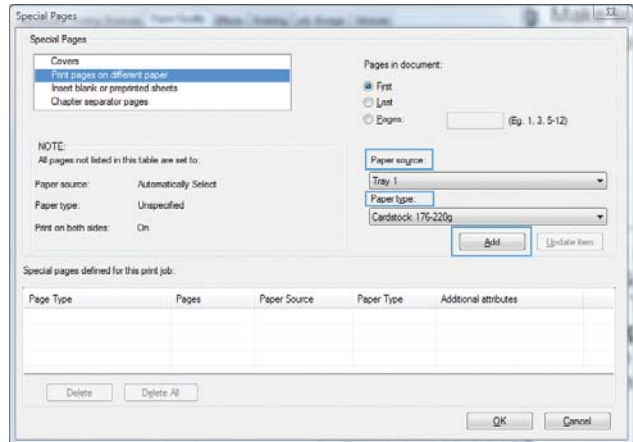 Special Pages
Special Pages
Covers
Print pages on different paper
Insert blank or preprinted sheets
Chapter separator pages
Pages in document:
First
Last
Pages:
(Eg. 1, 3, 5-12)
NOTE:
All pages not listed in this table are set to:
Paper source: Automatically Select
Paper type: Unspecified
Print on both sides: On
Paper source:
Tray 1
Paper type:
Cardstock 176-220g
Add Update item
Special pages defined for this print job:
Page Type Pages Paper Source Paper Type Additional attributes
Delete Delete All
OK Cancel